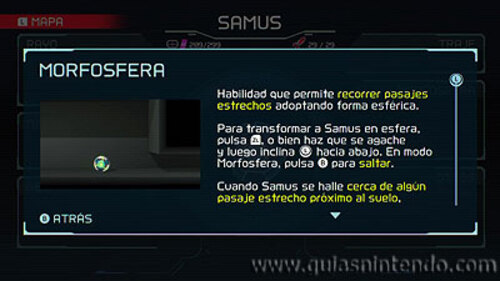 L MAPA
SAMUS
RAYO
299/299
29/29
TRAJE
MORFOSFERA
L
Habilidad que permite recorrer pasajes
estrechos adoptando forma esférica.
Para transformar a Samus en esfera,
pulsa, o bien haz que se agache
y luego inclina L hacia abajo. En modo
Morfosfera, pulsa B para saltar.
Cuando Samus se halle cerca de algún
pasaje estrecho próximo al suelo,
B ATRÁS
www.guiasnintendo.com